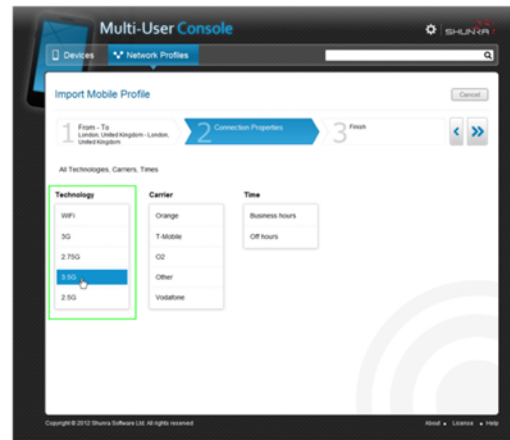 Multi-User Console
SHUNRA
Devices
Network Profiles
Import Mobile Profile
Cancel
1
From - To
London, United Kingdom - London,
United Kingdom
2
Connection Properties
3
Finish
All Technologies, Carriers, Times
Technology
Carrier
Time
WiFi
Orange
Business hours
3G
T-Mobile
Off hours
2.75G
O2
3.5G
Other
2.5G
Vodafone
Copyright © 2012 Shunra Software Ltd. All rights reserved
About
License
Help